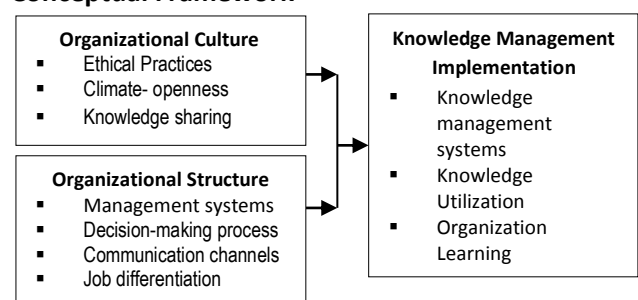 Conceptual Framework
Organizational Culture
▪ Ethical Practices
▪ Climate- openness
▪ Knowledge sharing
Organizational Structure
▪ Management systems
▪ Decision-making process
▪ Communication channels
▪ Job differentiation
Knowledge Management
Implementation
▪ Knowledge
management
systems
▪ Knowledge
Utilization
▪ Organization
Learning